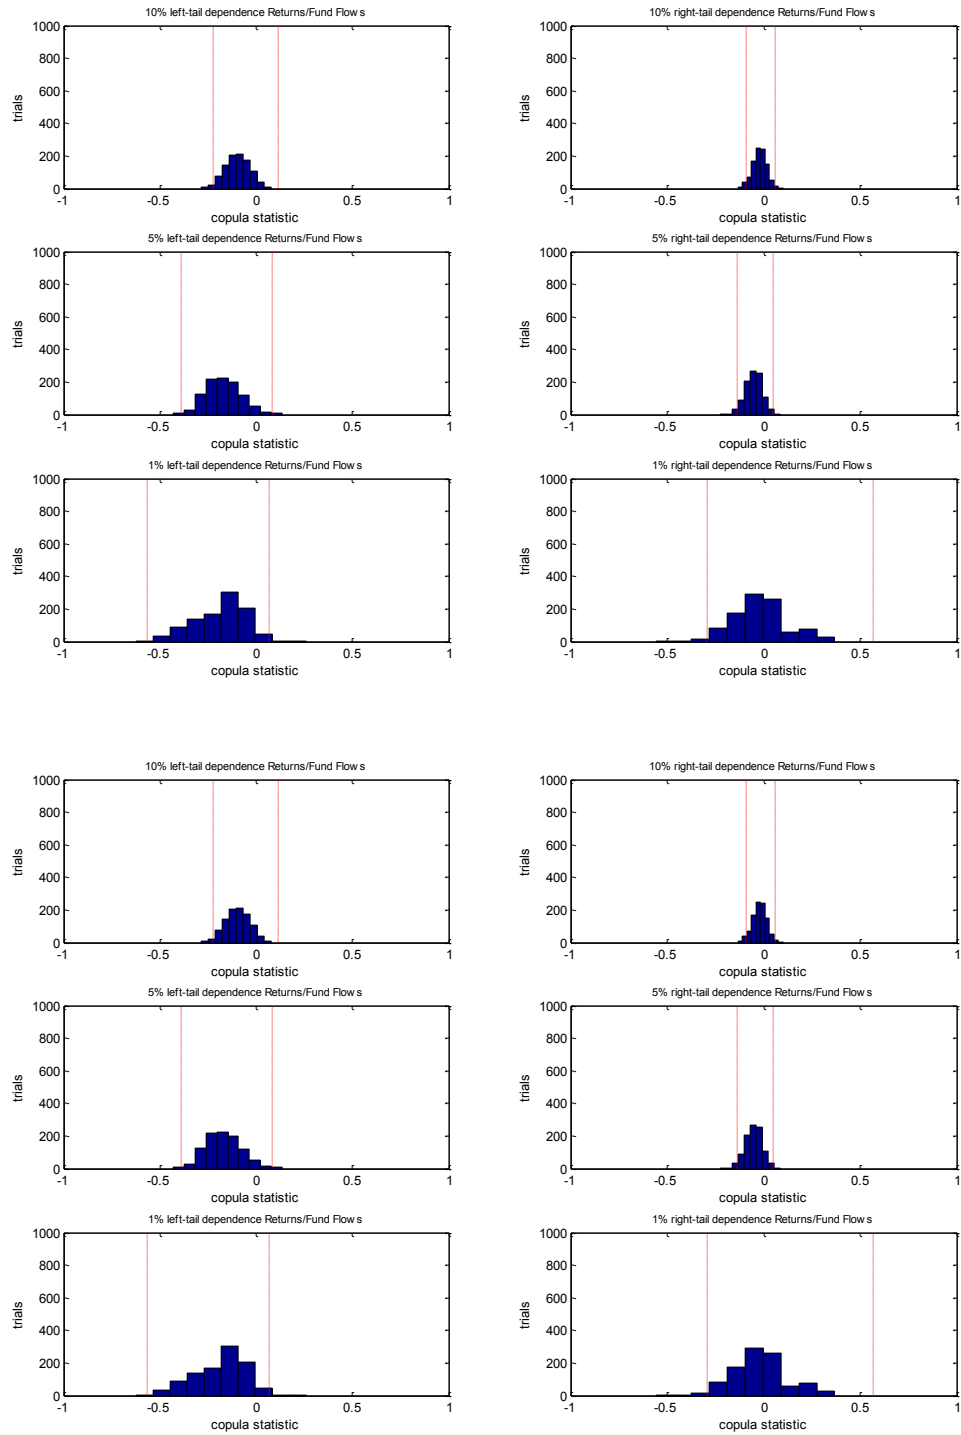 10% left-tail dependence Returns/Fund Flows
1000
800
600
400
200
0
trials
-1 -0.5 0 0.5 1
copula statistic
10% right-tail dependence Returns/Fund Flows
1000
800
600
400
200
0
trials
-1 -0.5 0 0.5 1
copula statistic
5% left-tail dependence Returns/Fund Flows
1000
800
600
400
200
0
trials
-1 -0.5 0 0.5 1
copula statistic
5% right-tail dependence Returns/Fund Flows
1000
800
600
400
200
0
trials
-1 -0.5 0 0.5 1
copula statistic
1% left-tail dependence Returns/Fund Flows
1000
800
600
400
200
0
trials
-1 -0.5 0 0.5 1
copula statistic
1% right-tail dependence Returns/Fund Flows
1000
800
600
400
200
0
trials
-1 -0.5 0 0.5 1
copula statistic
10% left-tail dependence Returns/Fund Flows
1000
800
600
400
200
0
trials
-1 -0.5 0 0.5 1
copula statistic
10% right-tail dependence Returns/Fund Flows
1000
800
600
400
200
0
trials
-1 -0.5 0 0.5 1
copula statistic
5% left-tail dependence Returns/Fund Flows
1000
800
600
400
200
0
trials
-1 -0.5 0 0.5 1
copula statistic
5% right-tail dependence Returns/Fund Flows
1000
800
600
400
200
0
trials
-1 -0.5 0 0.5 1
copula statistic
1% left-tail dependence Returns/Fund Flows
1000
800
600
400
200
0
trials
-1 -0.5 0 0.5 1
copula statistic
1% right-tail dependence Returns/Fund Flows
1000
800
600
400
200
0
trials
-1 -0.5 0 0.5 1
copula statistic